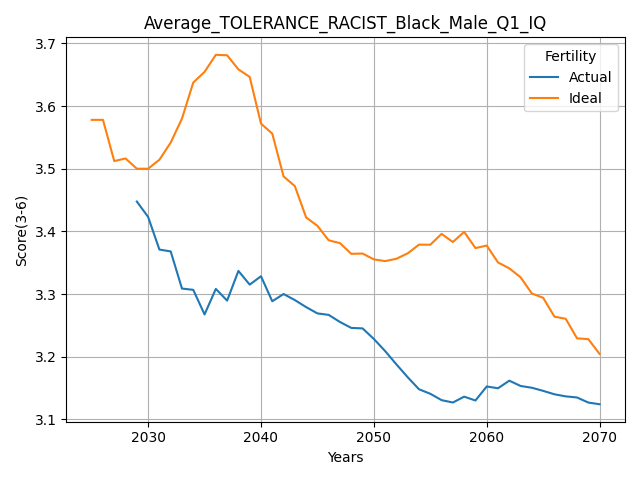 Average_TOLERANCE_RACIST_Black_Male_Q1_IQ
Fertility
Actual
Ideal
Score(3-6)
3.7
3.6
3.5
3.4
3.3
3.2
3.1
2030 2040 2050 2060 2070
Years